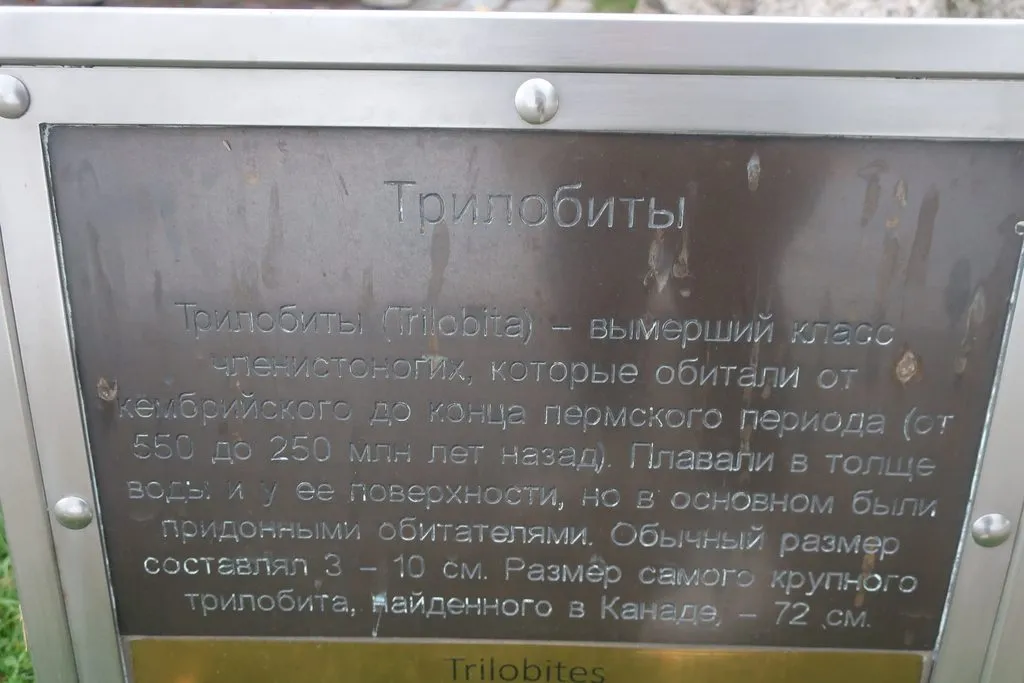 Трилобиты
Трилобиты (Trilobita) – вымерший класс
членистоногих, которые обитали от
кембрийского до конца пермского периода (от
550 до 250 млн лет назад). Плавали в толще
воды и у ее поверхности, но в основном были
придонными обитателями. Обычный размер
составлял 3 – 10 см. Размер самого крупного
трилобита, найденного в Канаде, – 72 см.
Trilobites